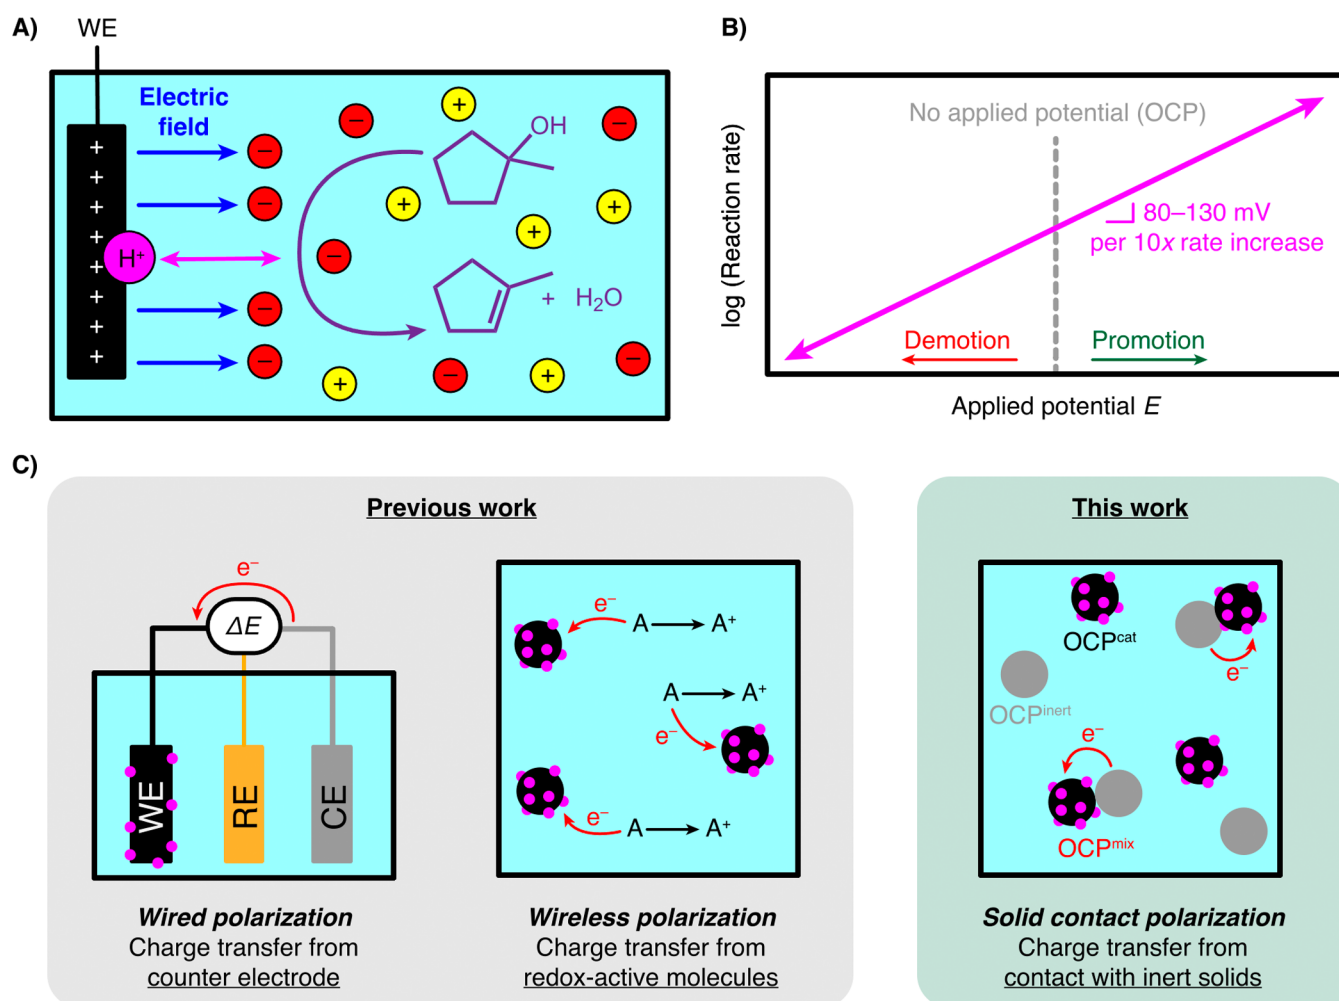 A)
WE
Electric
field
+
+
+
+
+
+
+
+
H⁺
−
−
−
−
−
−
−
−
−
−
+
+
+
+
+
+
OH
+ H₂O
B)
No applied potential (OCP)
80–130 mV
per 10x rate increase
Demotion
Promotion
log (Reaction rate)
Applied potential E
C)
Previous work
e⁻
ΔE
WE
RE
CE
Wired polarization
Charge transfer from
counter electrode
e⁻ A A⁺
A A⁺
e⁻
e⁻ A A⁺
Wireless polarization
Charge transfer from
redox-active molecules
This work
OCPᶜᵃᵗ
e⁻
OCPⁱⁿᵉʳᵗ
e⁻
OCPᵐⁱˣ
Solid contact polarization
Charge transfer from
contact with inert solids